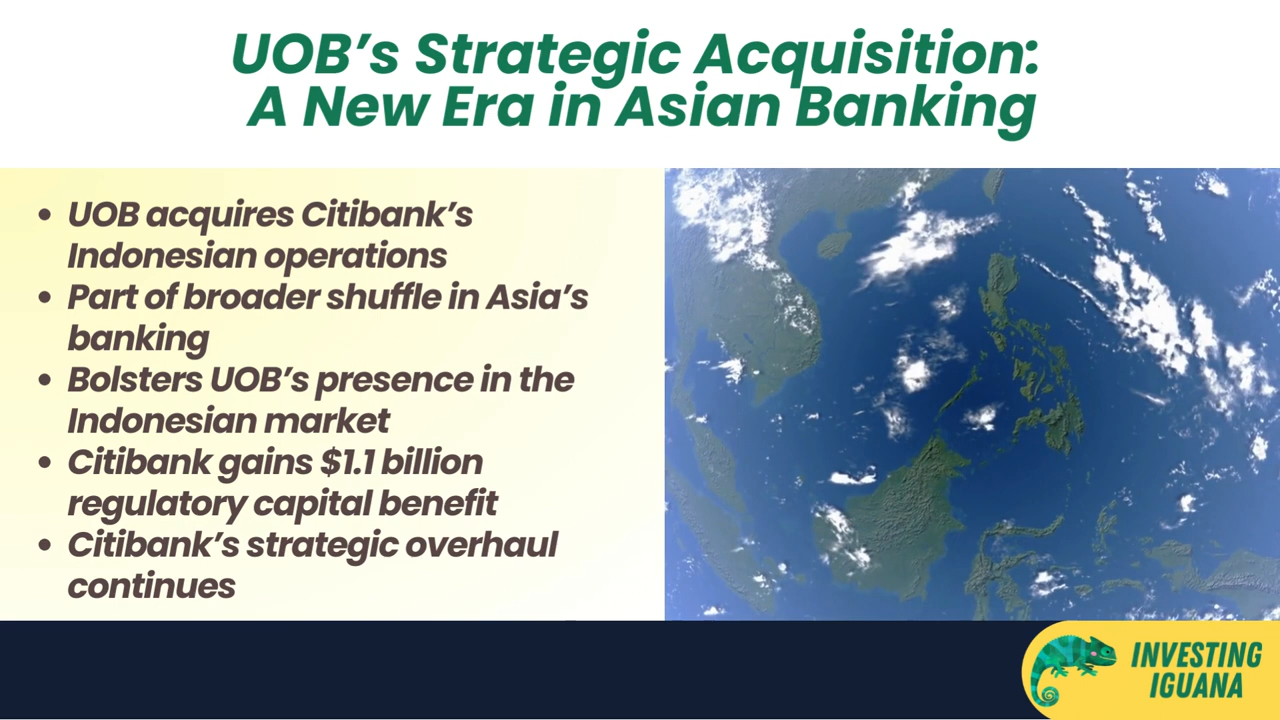 UOB’s Strategic Acquisition:
A New Era in Asian Banking
• UOB acquires Citibank’s
Indonesian operations
• Part of broader shuffle in Asia’s
banking
• Bolsters UOB’s presence in the
Indonesian market
• Citibank gains $1.1 billion
regulatory capital benefit
• Citibank’s strategic overhaul
continues
INVESTING
IGUANA